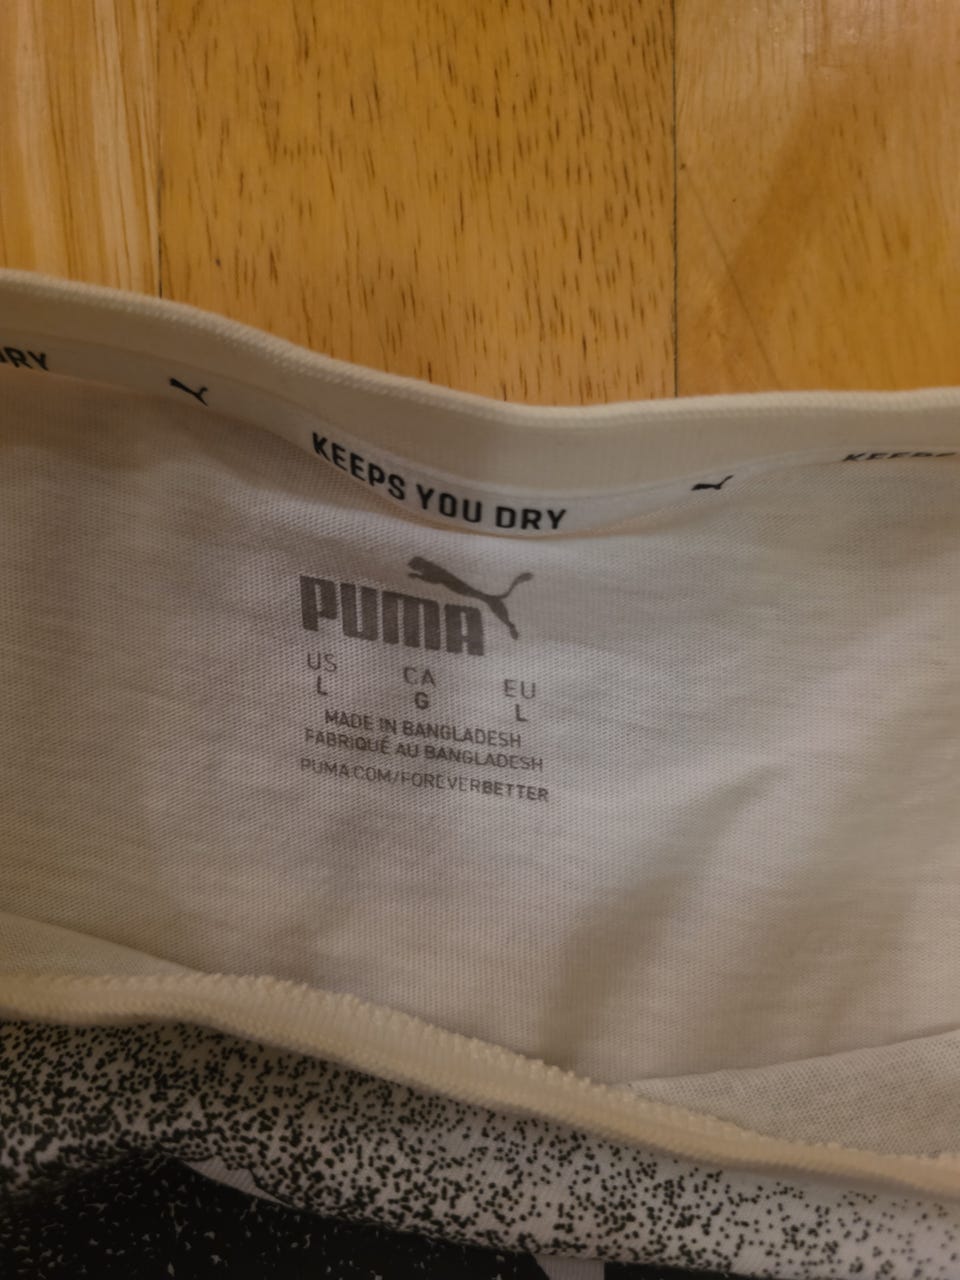 KEEPS YOU DRY
PUMA
US CA EU
L G L
MADE IN BANGLADESH
FABRIQUÉ AU BANGLADESH
PUMA.COM/FOREVERBETTER